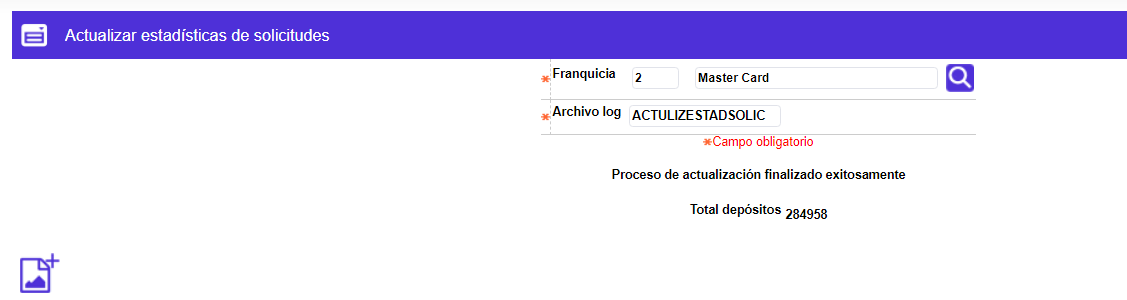 Actualizar estadísticas de solicitudes
*Franquicia 2 Master Card
*Archivo log ACTULIZESTADSOLIC
*Campo obligatorio
Proceso de actualización finalizado exitosamente
Total depósitos 284958